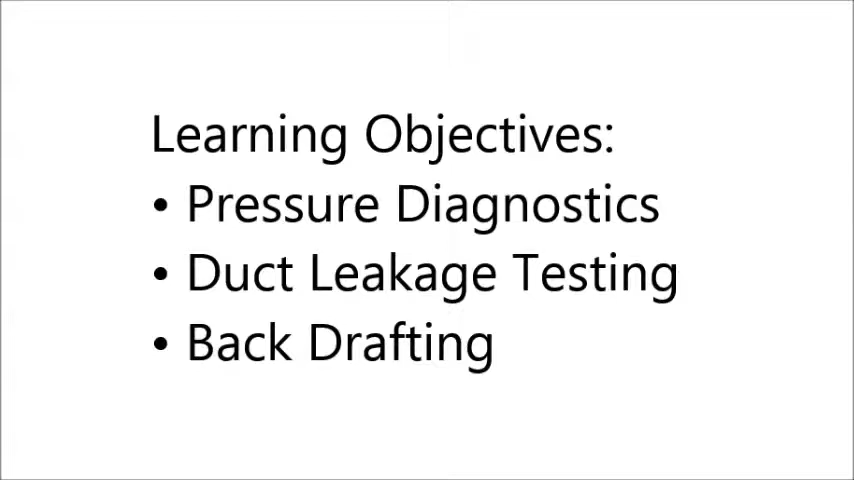 Learning Objectives:
• Pressure Diagnostics
• Duct Leakage Testing
• Back Drafting